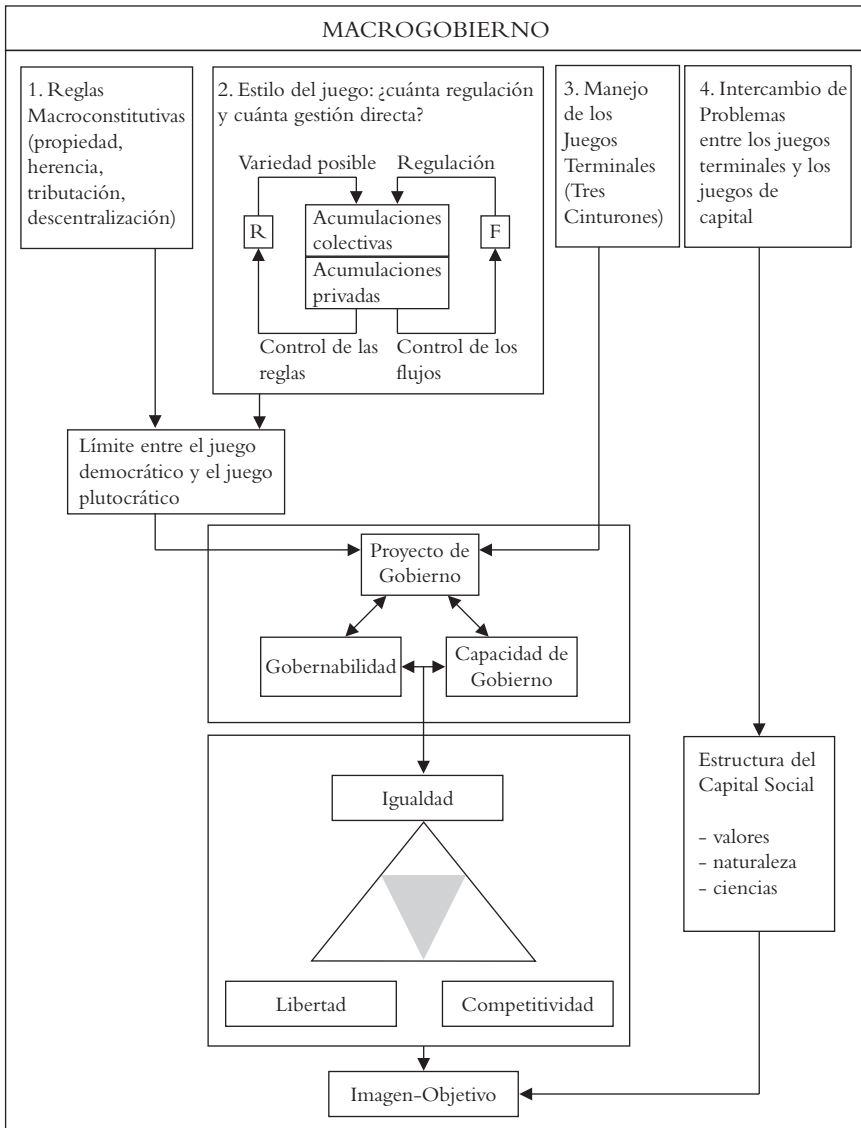 MACROGOBIERNO
1. Reglas
Macroconstitutivas
(propiedad,
herencia,
tributación,
descentralización)
2. Estilo del juego: ¿cuánta regulación
y cuánta gestión directa?
Variedad posible
Regulación
R
Acumulaciones
colectivas
F
Acumulaciones
privadas
Control de las
reglas
Control de los
flujos
3. Manejo
de los
Juegos
Terminales
(Tres
Cinturones)
4. Intercambio de
Problemas
entre los juegos
terminales y los
juegos de
capital
Límite entre el juego
democrático y el juego
plutocrático
Proyecto de
Gobierno
Gobernabilidad
Capacidad de
Gobierno
Igualdad
Libertad
Competitividad
Estructura del
Capital Social
- valores
- naturaleza
- ciencias
Imagen-Objetivo